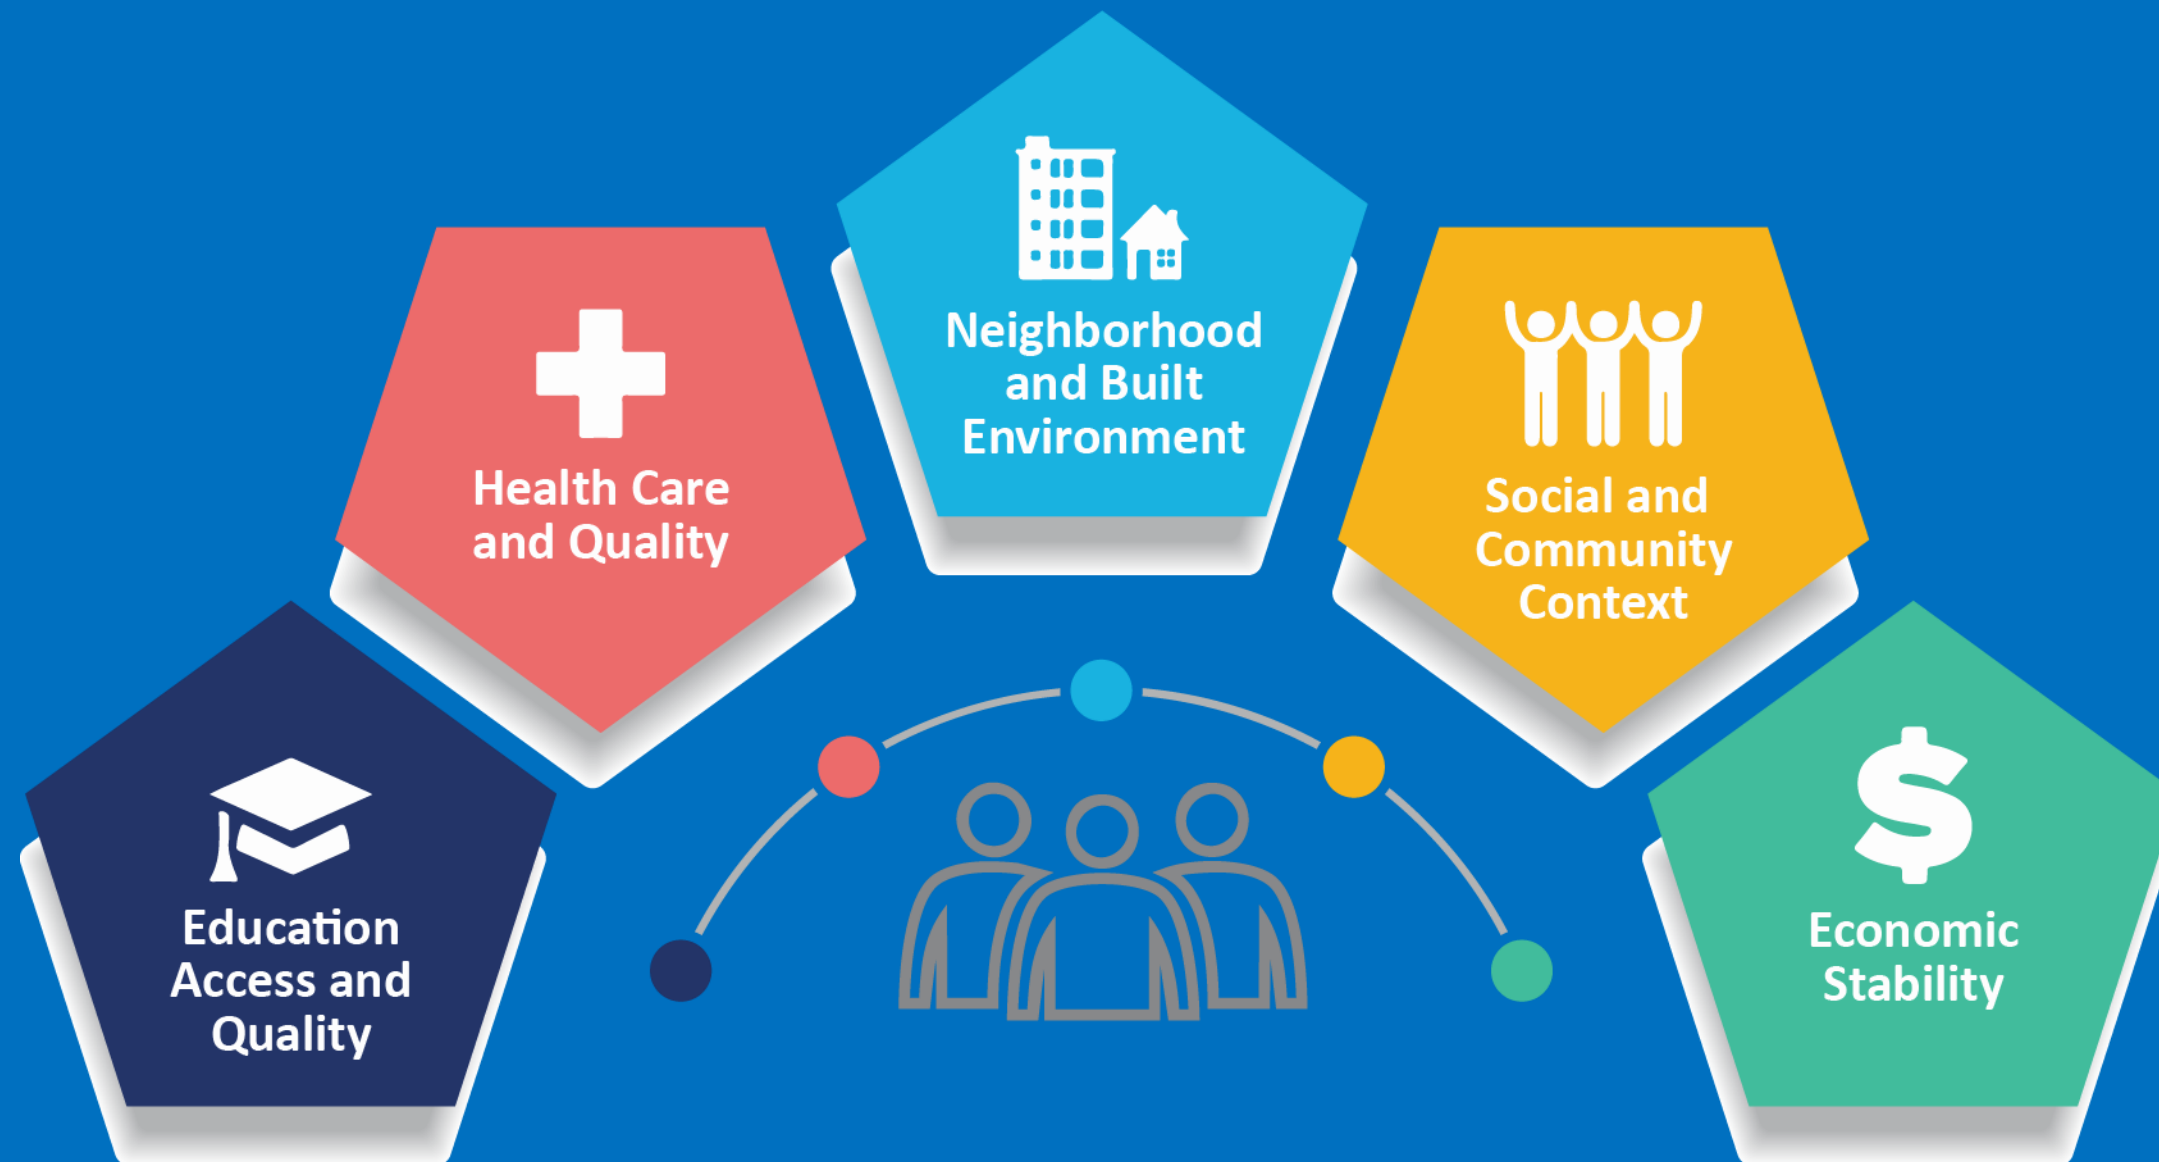 Neighborhood
and Built
Environment
Health Care
and Quality
Social and
Community
Context
Education
Access and
Quality
Economic
Stability